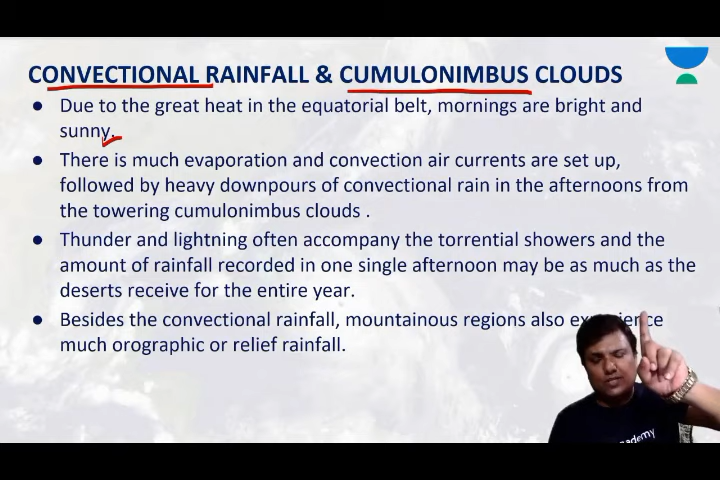 CONVECTIONAL RAINFALL & CUMULONIMBUS CLOUDS
● Due to the great heat in the equatorial belt, mornings are bright and
sunny.
● There is much evaporation and convection air currents are set up,
followed by heavy downpours of convectional rain in the afternoons from
the towering cumulonimbus clouds .
● Thunder and lightning often accompany the torrential showers and the
amount of rainfall recorded in one single afternoon may be as much as the
deserts receive for the entire year.
● Besides the convectional rainfall, mountainous regions also experience
much orographic or relief rainfall.